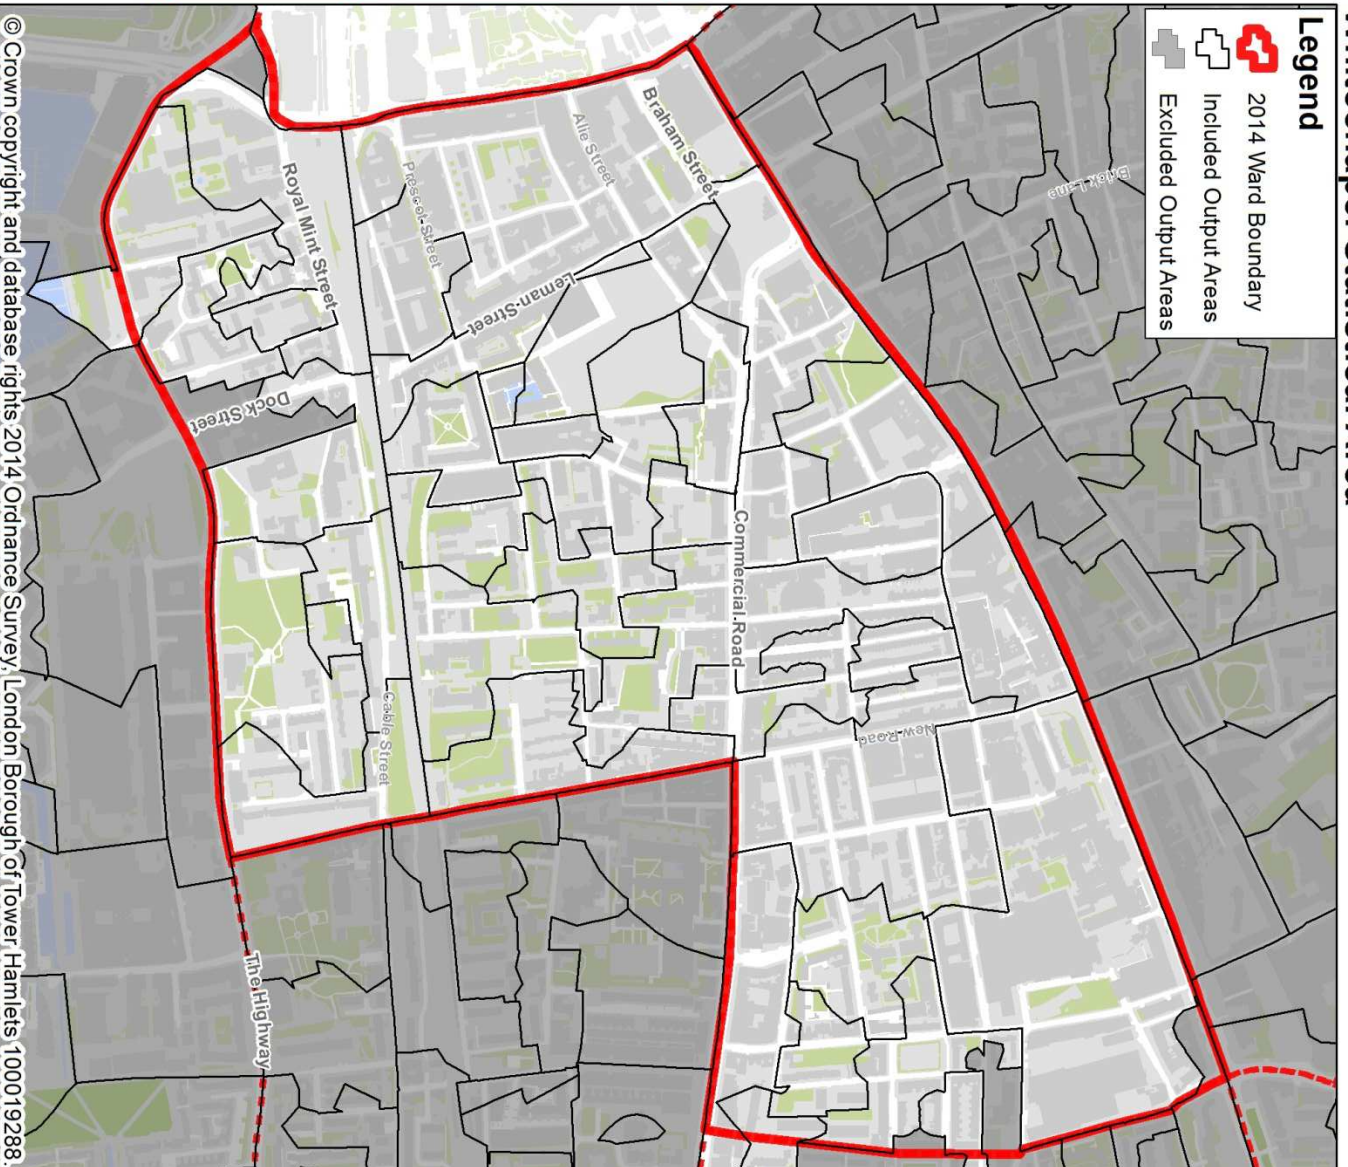 Legend
2014 Ward Boundary
Included Output Areas
Excluded Output Areas
Brick Lane
Braham Street
Alie Street
Prescot Street
Leman Street
Royal Mint Street
Dock Street
Commercial Road
New Road
Cable Street
The Highway
© Crown copyright and database rights 2014 Ordnance Survey, London Borough of Tower Hamlets 100019288.